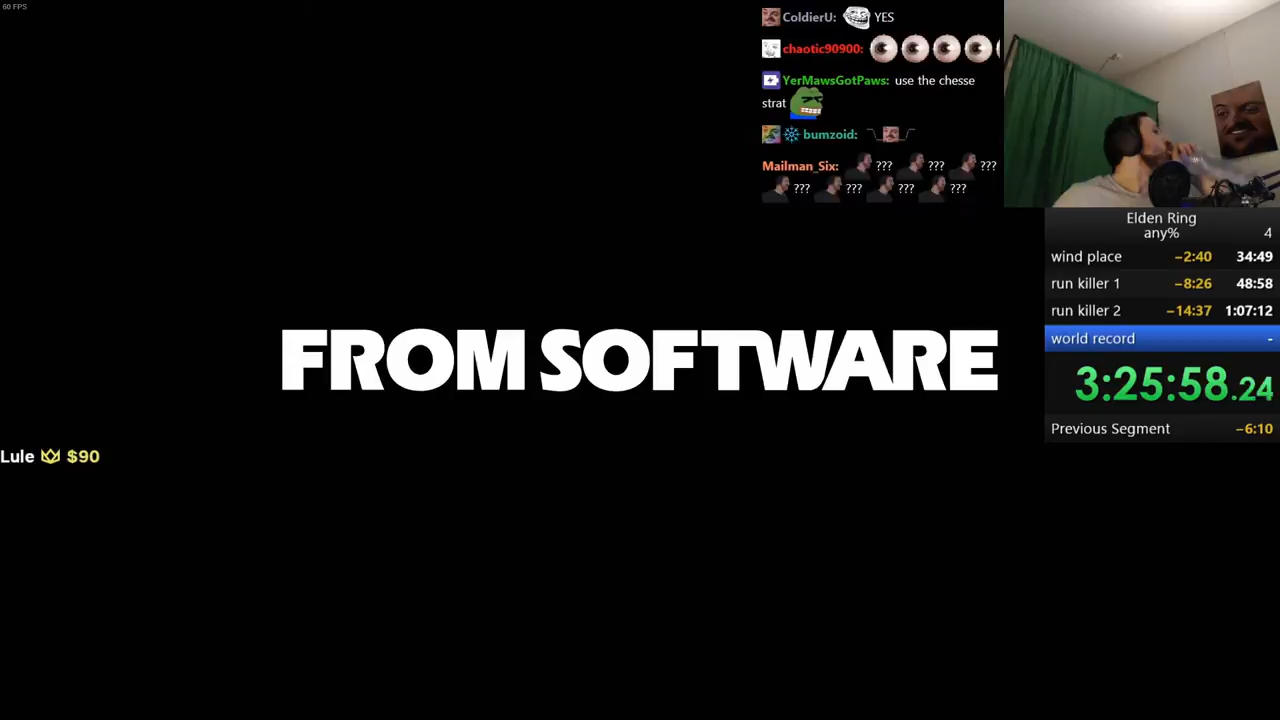 60 FPS
ColdierU: YES
chaotic90900:
YerMawsGotPaws: use the chesse
strat
bumzoid:
Mailman_Six: ??? ??? ???
??? ??? ??? ???
Elden Ring
any% 4
wind place −2:40 34:49
run killer 1 −8:26 48:58
run killer 2 −14:37 1:07:12
world record -
3:25:58.24
Previous Segment −6:10
FROM SOFTWARE
Lule $90